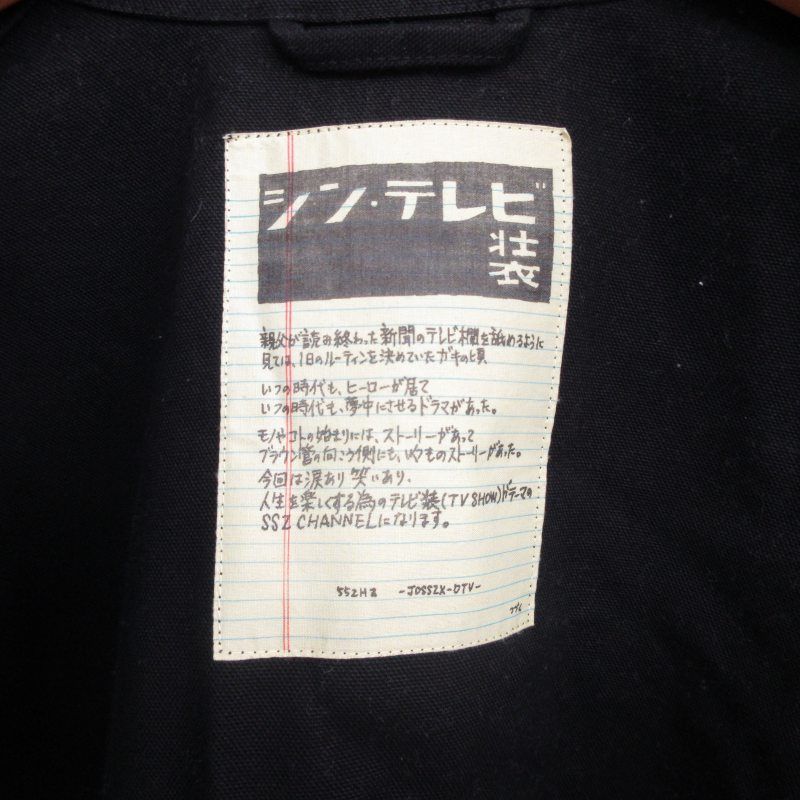 シン・テレビ
装
親父が読み終わった新聞のテレビ欄を舐めるように
見ては、1日のルーティンを決めていたガキの頃
いつの時代も、ヒーローが居て
いつの時代も、夢中にさせるドラマがあった。
モノやコトの始まりには、ストーリーがあって
ブラウン管の向こう側にも、いくつものストーリーがあった。
今回は涙あり笑いあり、
人生を楽しくする為のテレビ装(TV SHOW)がテーマの
SSZ CHANNELになります。
552HZ -JOSSZX-DTV-